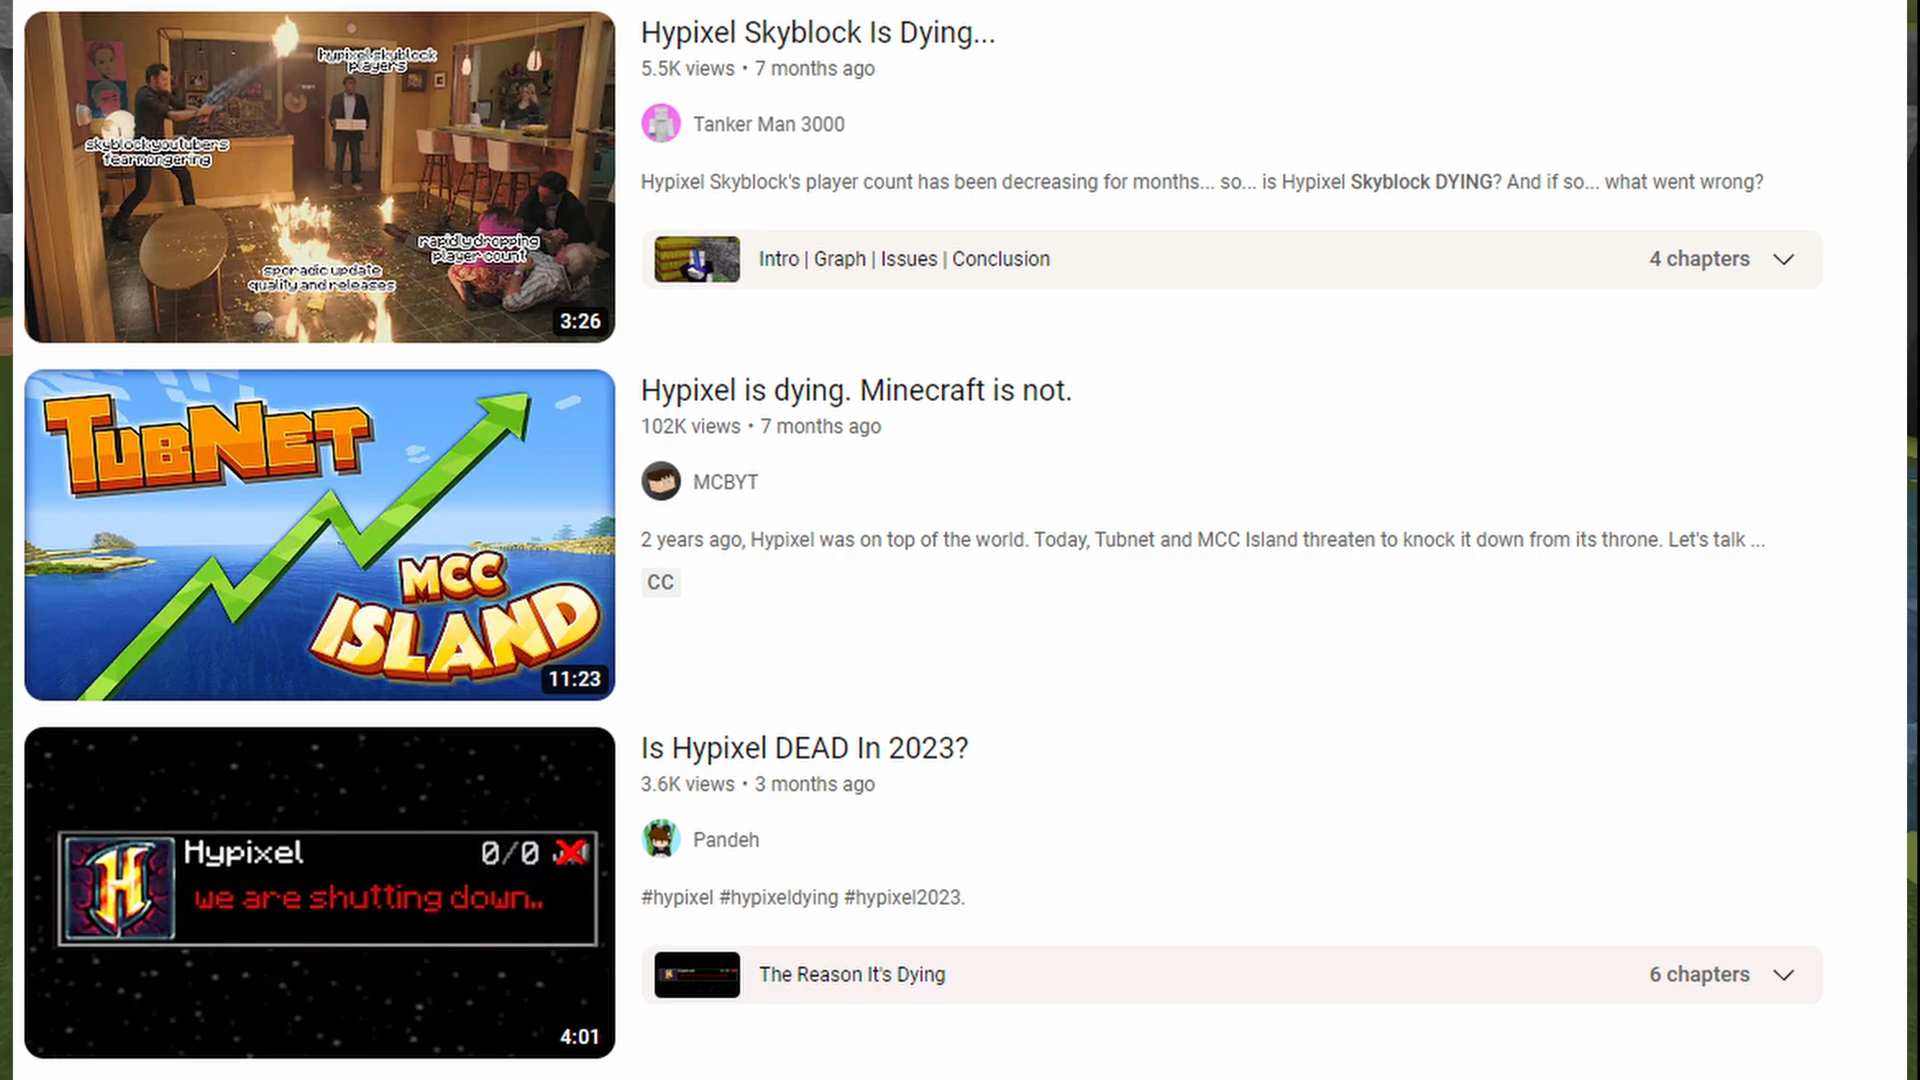 hypixel skyblock
players
skyblock youtubers
fearmongering
rapidly dropping
player count
sporadic update
quality and releases
3:26
Hypixel Skyblock Is Dying...
5.5K views • 7 months ago
Tanker Man 3000
Hypixel Skyblock's player count has been decreasing for months... so... is Hypixel Skyblock DYING? And if so... what went wrong?
Intro | Graph | Issues | Conclusion
4 chapters
TUBNET
MCC
ISLAND
11:23
Hypixel is dying. Minecraft is not.
102K views • 7 months ago
MCBYT
2 years ago, Hypixel was on top of the world. Today, Tubnet and MCC Island threaten to knock it down from its throne. Let's talk ...
CC
H
Hypixel
0/0
we are shutting down..
4:01
Is Hypixel DEAD In 2023?
3.6K views • 3 months ago
Pandeh
#hypixel #hypixeldying #hypixel2023.
The Reason It's Dying
6 chapters